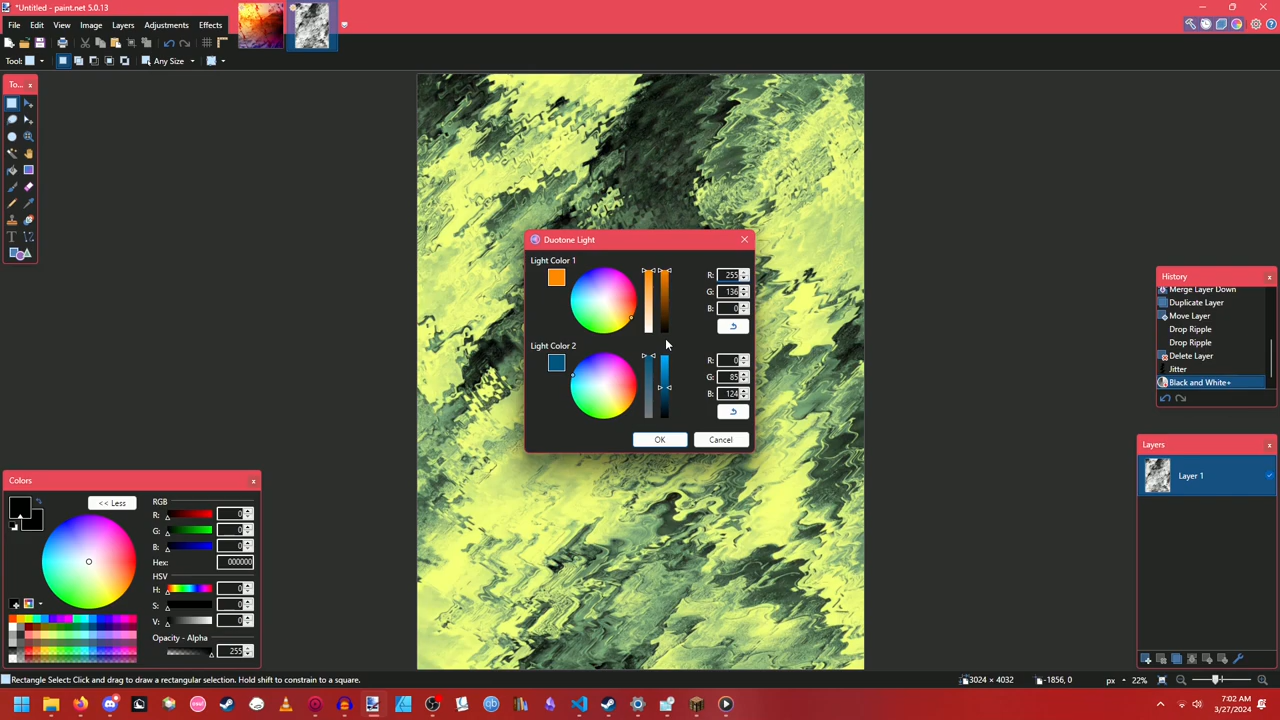 *Untitled - paint.net 5.0.13
File Edit View Image Layers Adjustments Effects
Tool: Any Size
To... x
Duotone Light
Light Color 1
R: 255
G: 136
B: 0
Light Color 2
R: 0
G: 85
B: 124
OK Cancel
History x
Merge Layer Down
Duplicate Layer
Move Layer
Drop Ripple
Drop Ripple
Delete Layer
Jitter
Black and White+
Layers x
Layer 1
Colors x
<< Less
RGB
R: 0
G: 0
B: 0
Hex: 000000
HSV
H: 0
S: 0
V: 0
Opacity - Alpha
255
Rectangle Select: Click and drag to draw a rectangular selection. Hold shift to constrain to a square. 3024 × 4032 -1856, 0 px 22%
7:02 AM
3/27/2024